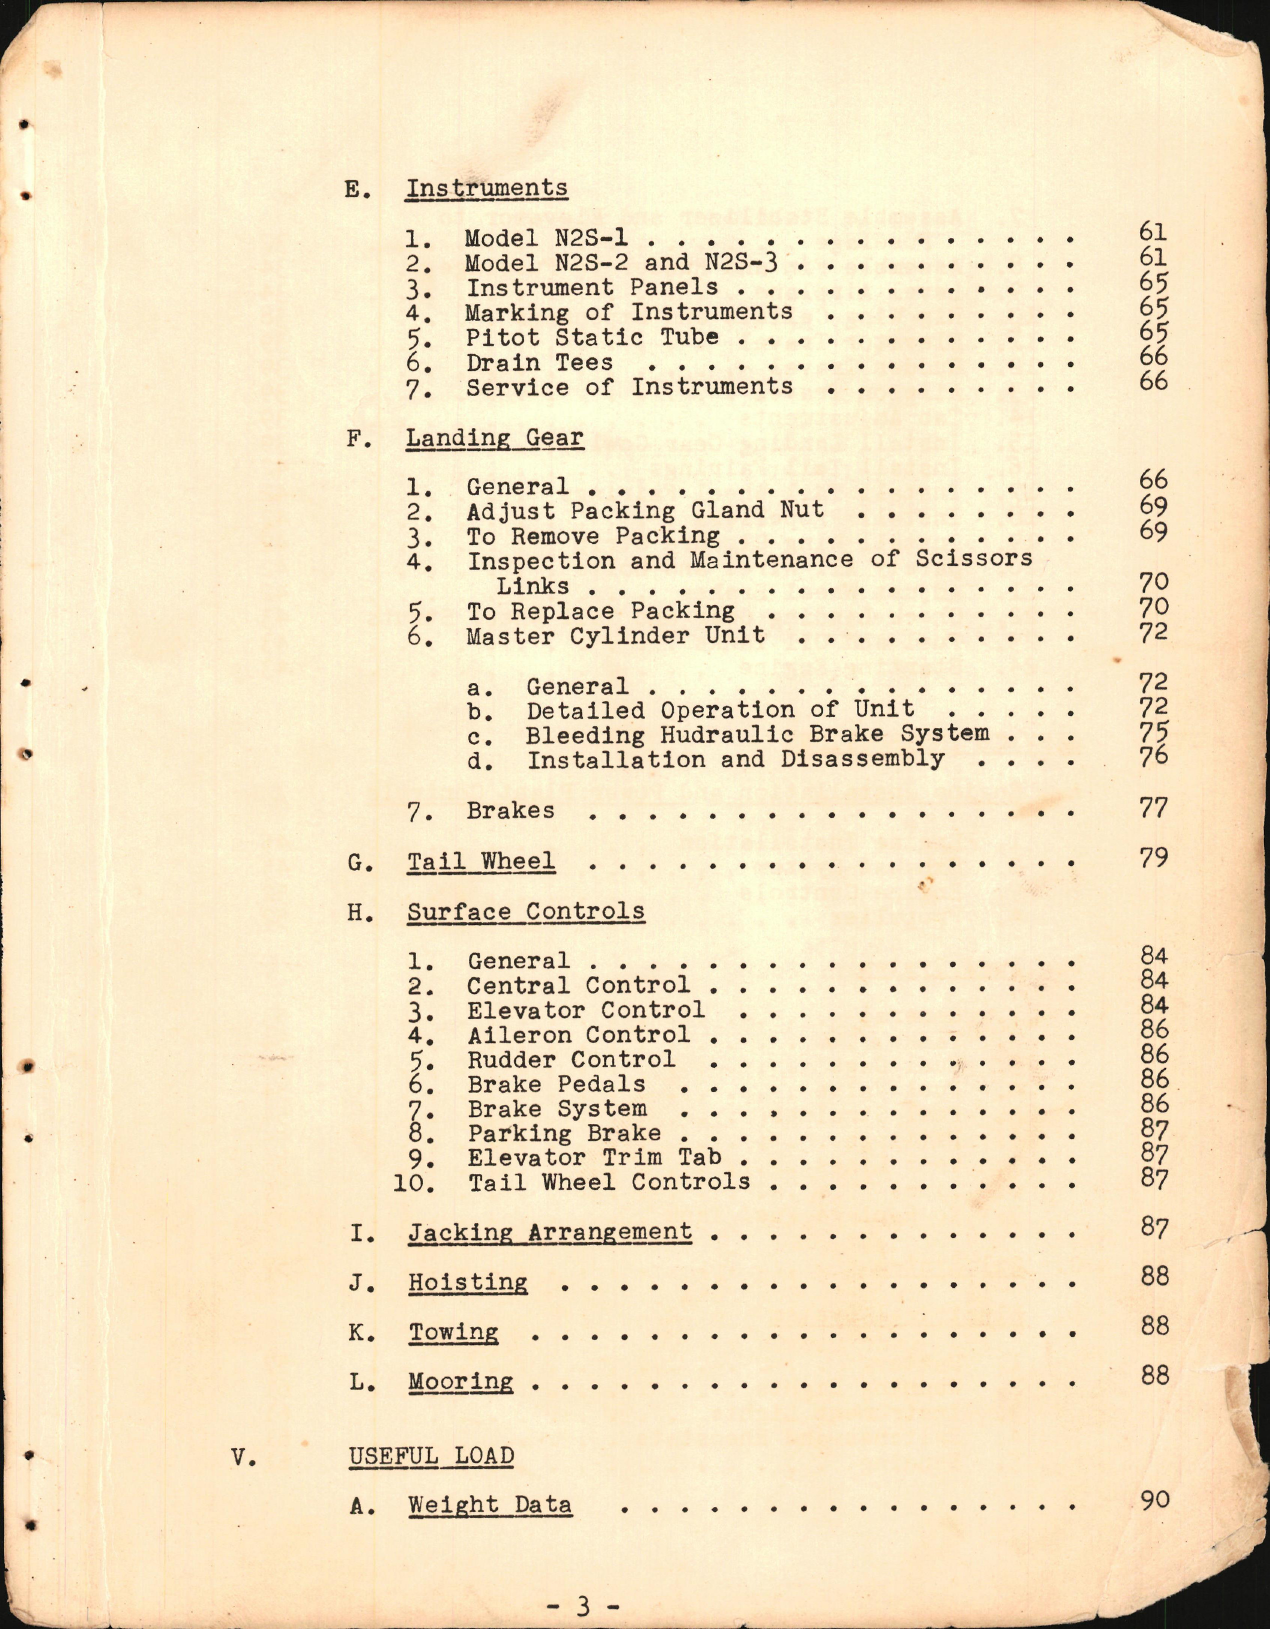 E. Instruments
1. Model N2S-1 . . . . . . . . . . . . . . . 61
2. Model N2S-2 and N2S-3 . . . . . . . . . . 61
3. Instrument Panels . . . . . . . . . . . . 65
4. Marking of Instruments . . . . . . . . . 65
5. Pitot Static Tube . . . . . . . . . . . . 65
6. Drain Tees . . . . . . . . . . . . . . . 66
7. Service of Instruments . . . . . . . . . 66
F. Landing Gear
1. General . . . . . . . . . . . . . . . . . 66
2. Adjust Packing Gland Nut . . . . . . . . 69
3. To Remove Packing . . . . . . . . . . . . 69
4. Inspection and Maintenance of Scissors
Links . . . . . . . . . . . . . . . . . 70
5. To Replace Packing . . . . . . . . . . . 70
6. Master Cylinder Unit . . . . . . . . . . 72
a. General . . . . . . . . . . . . . . . 72
b. Detailed Operation of Unit . . . . . 72
c. Bleeding Hudraulic Brake System . . . 75
d. Installation and Disassembly . . . . 76
7. Brakes . . . . . . . . . . . . . . . . . 77
G. Tail Wheel . . . . . . . . . . . . . . . . . 79
H. Surface Controls
1. General . . . . . . . . . . . . . . . . . 84
2. Central Control . . . . . . . . . . . . . 84
3. Elevator Control . . . . . . . . . . . . 84
4. Aileron Control . . . . . . . . . . . . . 86
5. Rudder Control . . . . . . . . . . . . . 86
6. Brake Pedals . . . . . . . . . . . . . . 86
7. Brake System . . . . . . . . . . . . . . 86
8. Parking Brake . . . . . . . . . . . . . . 87
9. Elevator Trim Tab . . . . . . . . . . . . 87
10. Tail Wheel Controls . . . . . . . . . . . 87
I. Jacking Arrangement . . . . . . . . . . . . . 87
J. Hoisting . . . . . . . . . . . . . . . . . . 88
K. Towing . . . . . . . . . . . . . . . . . . . 88
L. Mooring . . . . . . . . . . . . . . . . . . . 88
V. USEFUL LOAD
A. Weight Data . . . . . . . . . . . . . . . . 90
- 3 -